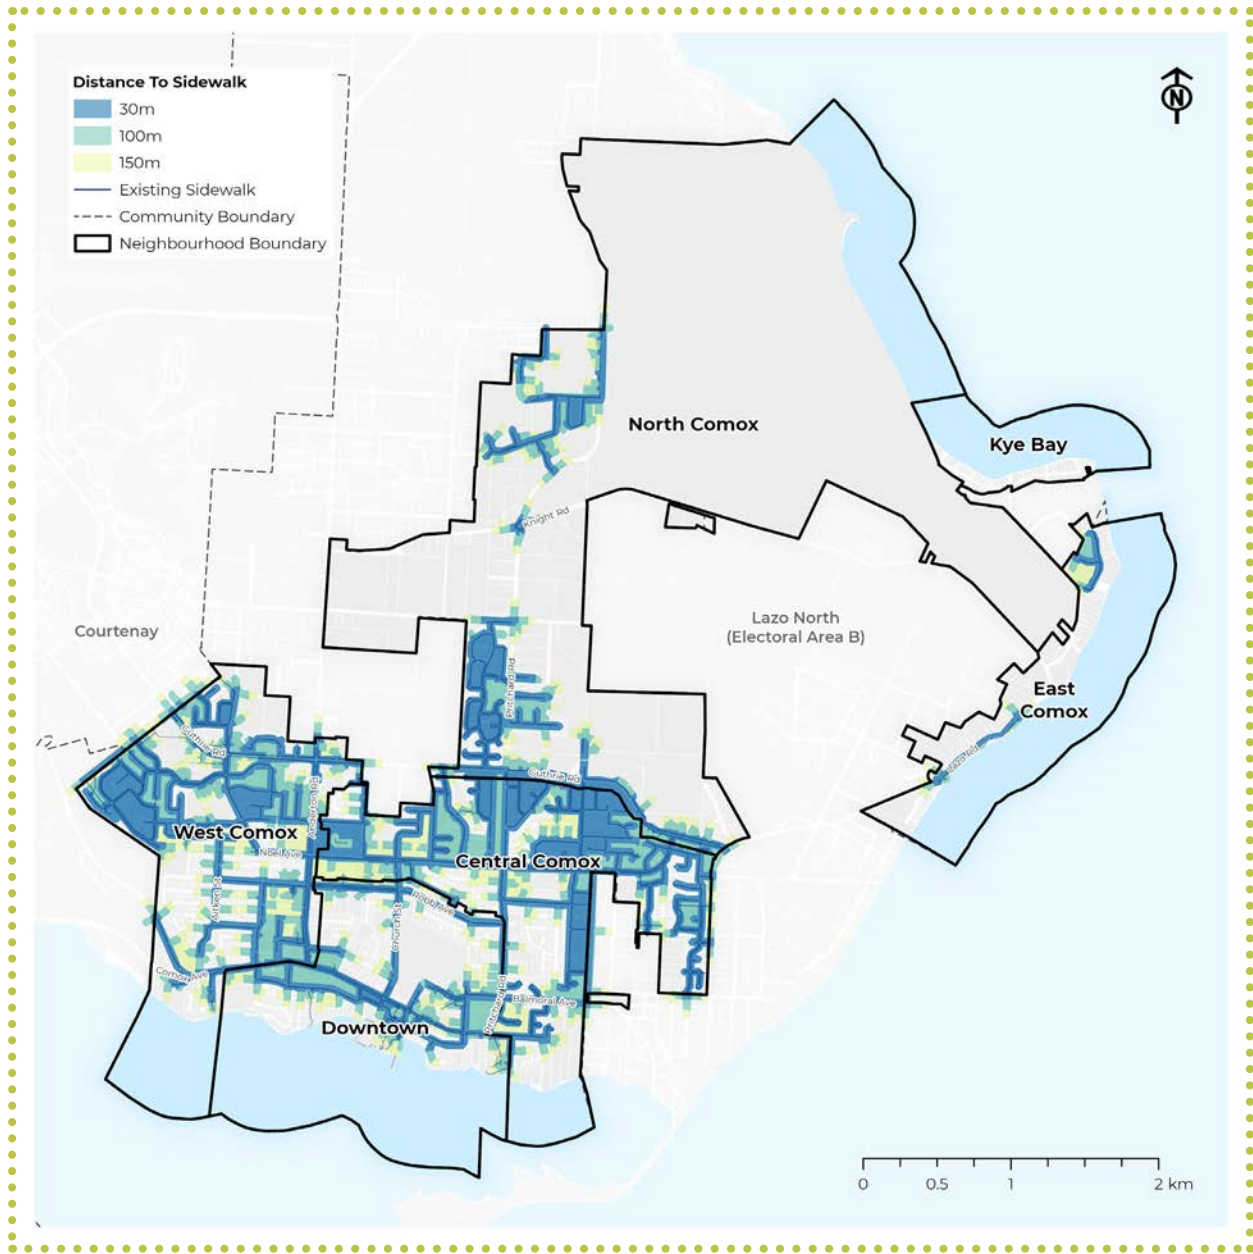 Distance To Sidewalk
30m
100m
150m
Existing Sidewalk
Community Boundary
Neighbourhood Boundary
N
North Comox
Kye Bay
Knight Rd
Lazo North
(Electoral Area B)
Courtenay
Pritchard Rd
East
Comox
Guthrie Rd
Lazo Rd
Guthrie Rd
Anderton Rd
West Comox
Noel Ave
Central Comox
Aitken St
Robb Ave
Church St
Comox Ave
Pritchard Rd
Balmoral Ave
Downtown
0
0.5
1
2 km